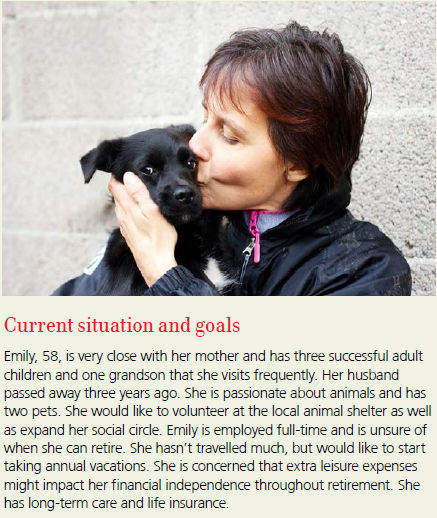 Current situation and goals
Emily, 58, is very close with her mother and has three successful adult
children and one grandson that she visits frequently. Her husband
passed away three years ago. She is passionate about animals and has
two pets. She would like to volunteer at the local animal shelter as well
as expand her social circle. Emily is employed full-time and is unsure of
when she can retire. She hasn’t travelled much, but would like to start
taking annual vacations. She is concerned that extra leisure expenses
might impact her financial independence throughout retirement. She
has long-term care and life insurance.